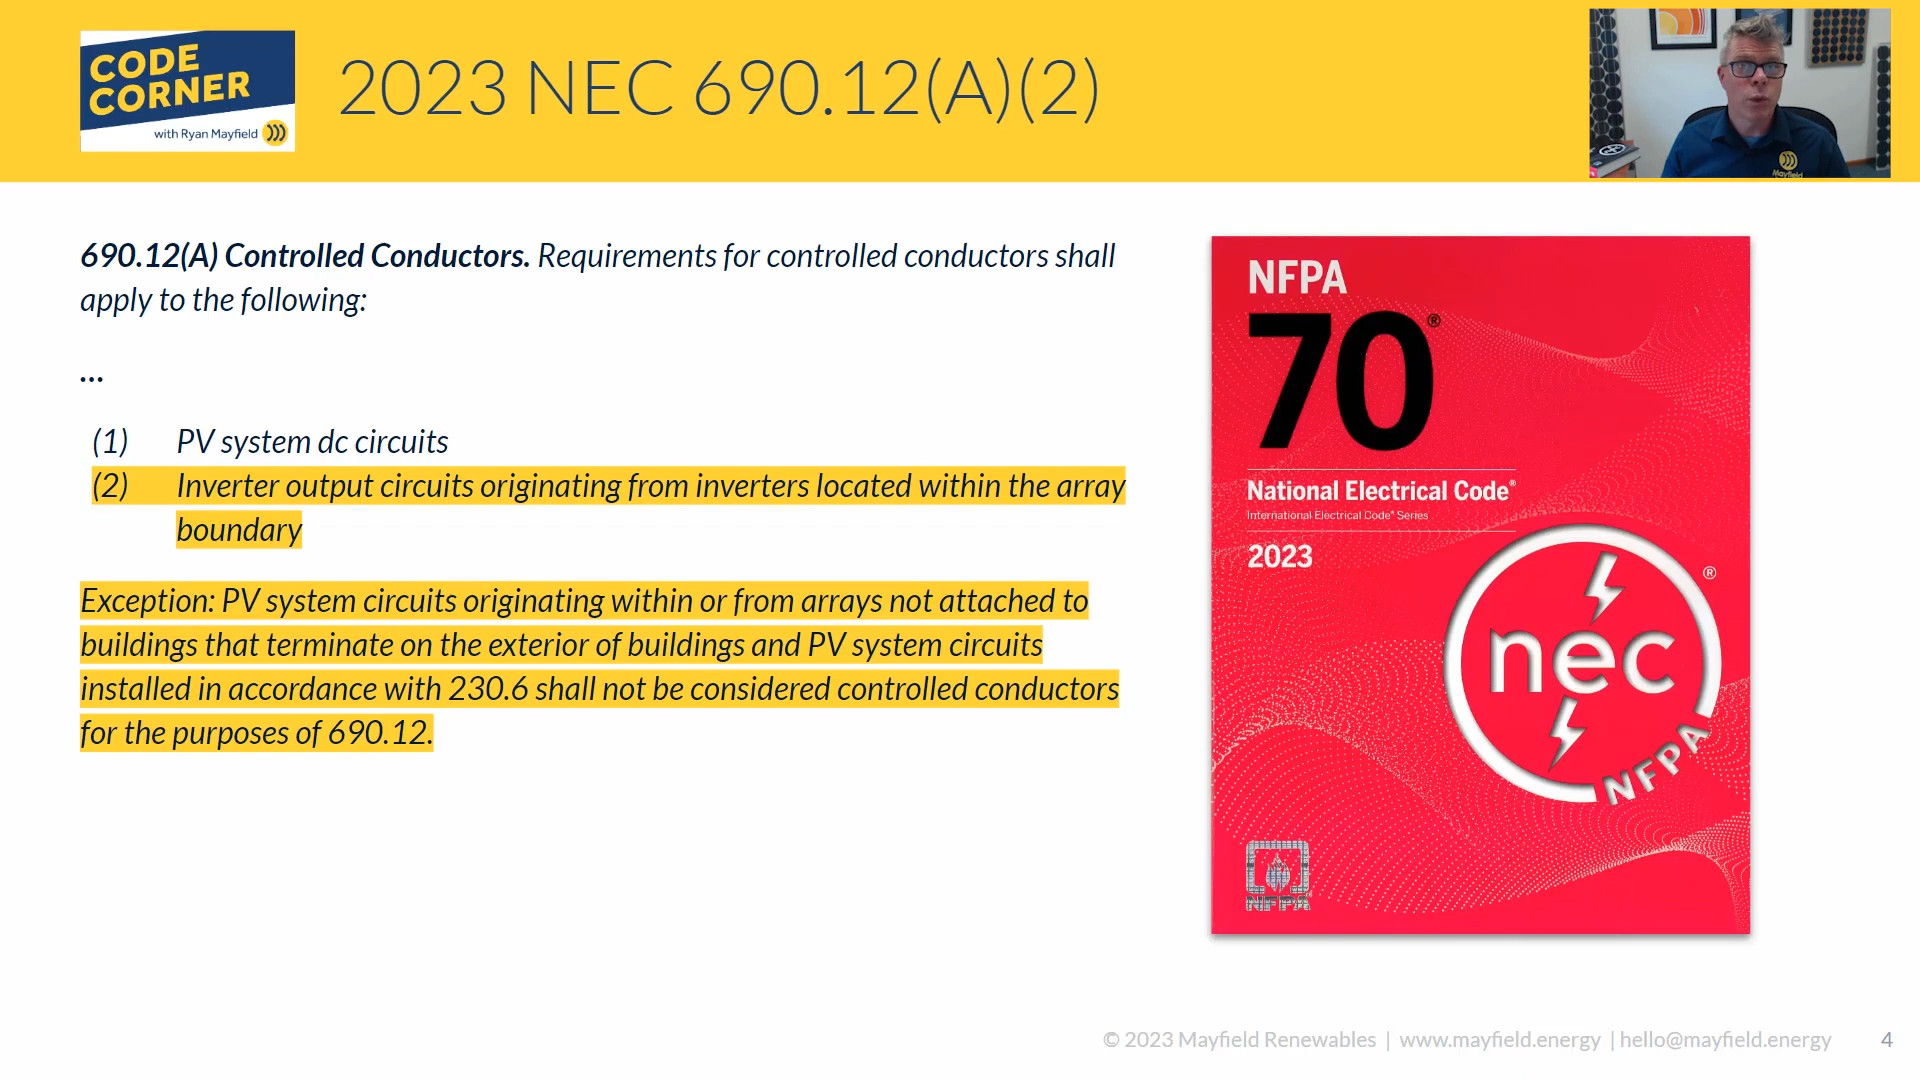 CODE
CORNER
with Ryan Mayfield
2023 NEC 690.12(A)(2)
70
Mayfield
690.12(A) Controlled Conductors. Requirements for controlled conductors shall
apply to the following:
...
(1) PV system dc circuits
(2) Inverter output circuits originating from inverters located within the array
boundary
Exception: PV system circuits originating within or from arrays not attached to
buildings that terminate on the exterior of buildings and PV system circuits
installed in accordance with 230.6 shall not be considered controlled conductors
for the purposes of 690.12.
NFPA
70®
National Electrical Code®
International Electrical Code® Series
2023
nec®
NFPA
NFPA
© 2023 Mayfield Renewables | www.mayfield.energy | hello@mayfield.energy 4